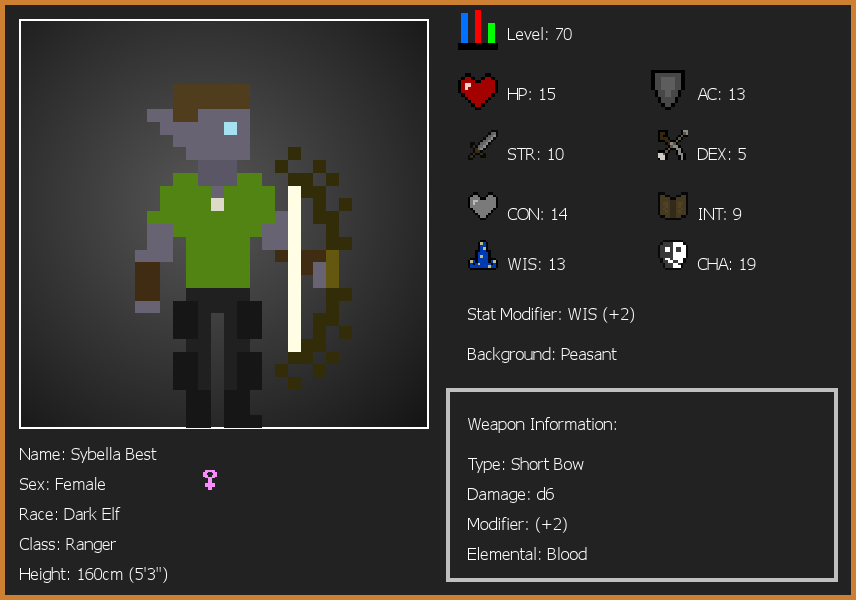 Level: 70
HP: 15
AC: 13
STR: 10
DEX: 5
CON: 14
INT: 9
WIS: 13
CHA: 19
Stat Modifier: WIS (+2)
Background: Peasant
Name: Sybella Best
Sex: Female
Race: Dark Elf
Class: Ranger
Height: 160cm (5'3")
Weapon Information:
Type: Short Bow
Damage: d6
Modifier: (+2)
Elemental: Blood